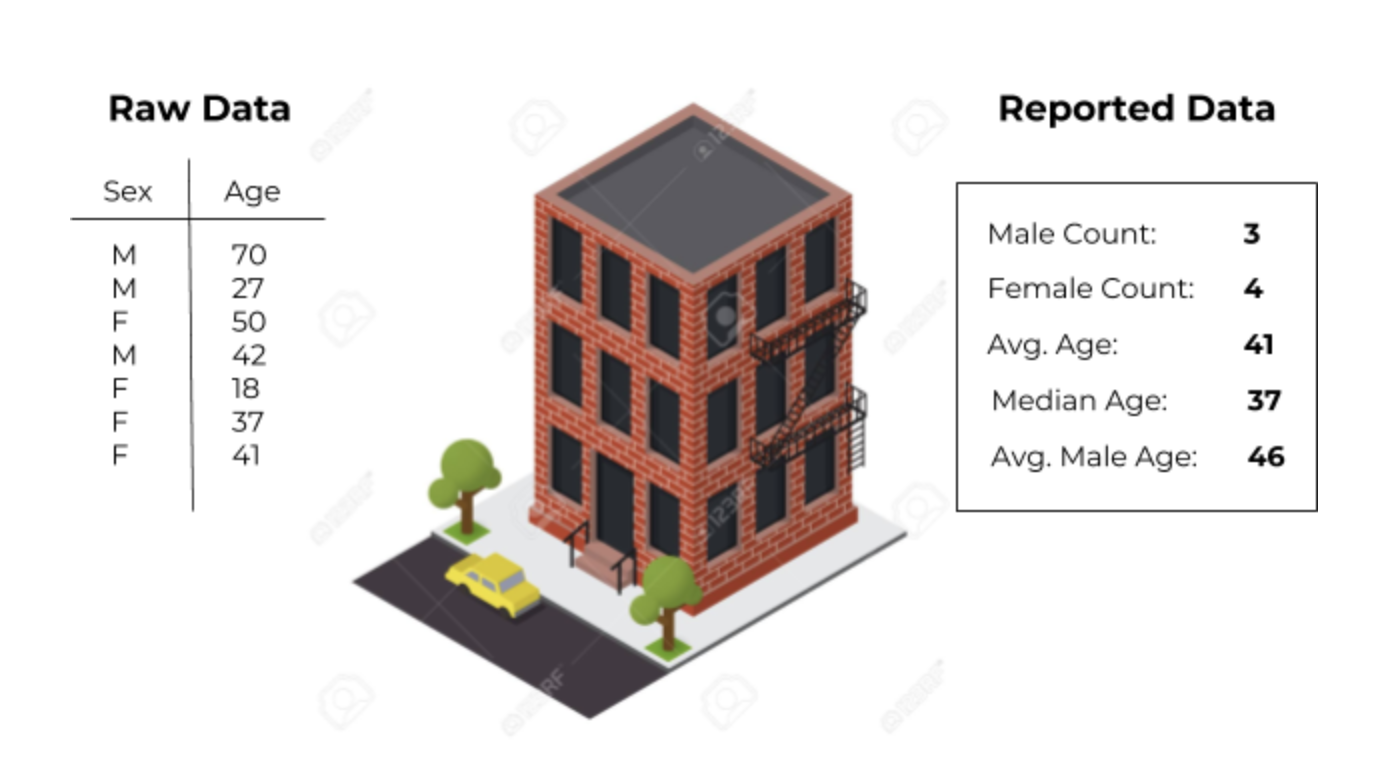 Raw Data
Sex Age
M 70
M 27
F 50
M 42
F 18
F 37
F 41
Reported Data
Male Count: 3
Female Count: 4
Avg. Age: 41
Median Age: 37
Avg. Male Age: 46